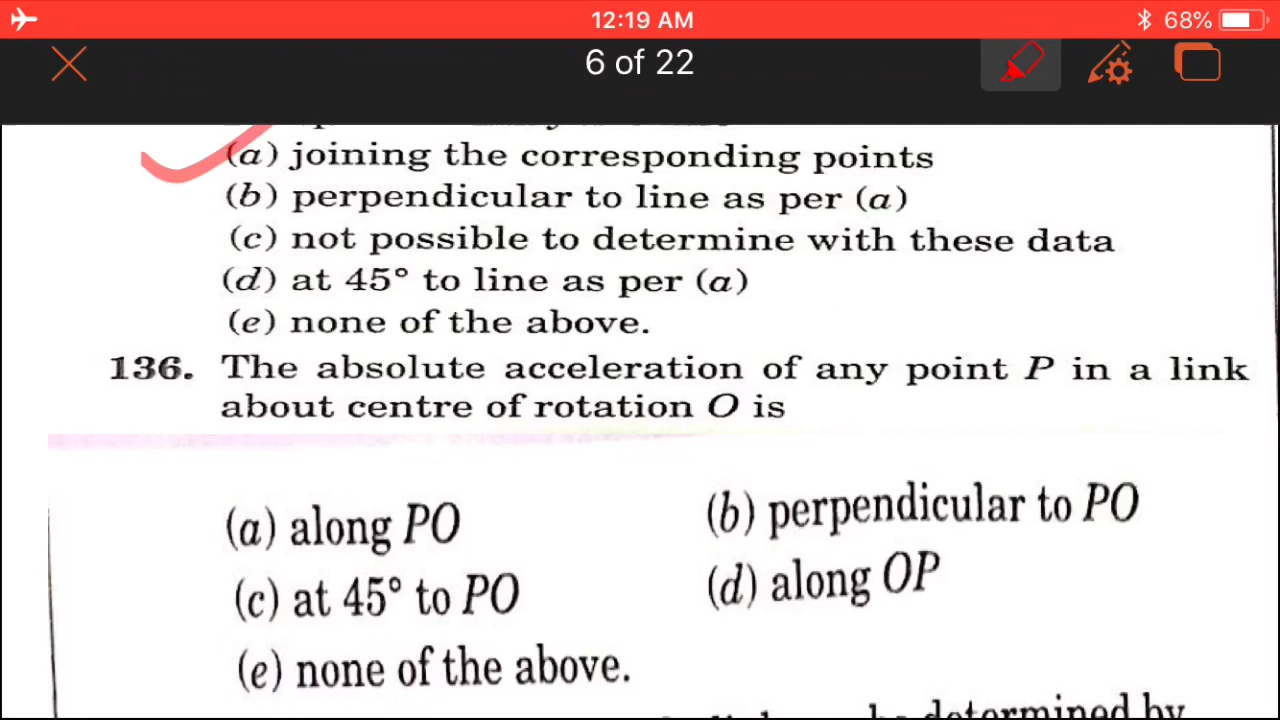 12:19 AM
68%
6 of 22
(a) joining the corresponding points
(b) perpendicular to line as per (a)
(c) not possible to determine with these data
(d) at 45° to line as per (a)
(e) none of the above.
136. The absolute acceleration of any point P in a link
about centre of rotation O is
(a) along PO (b) perpendicular to PO
(c) at 45° to PO (d) along OP
(e) none of the above.
determined by